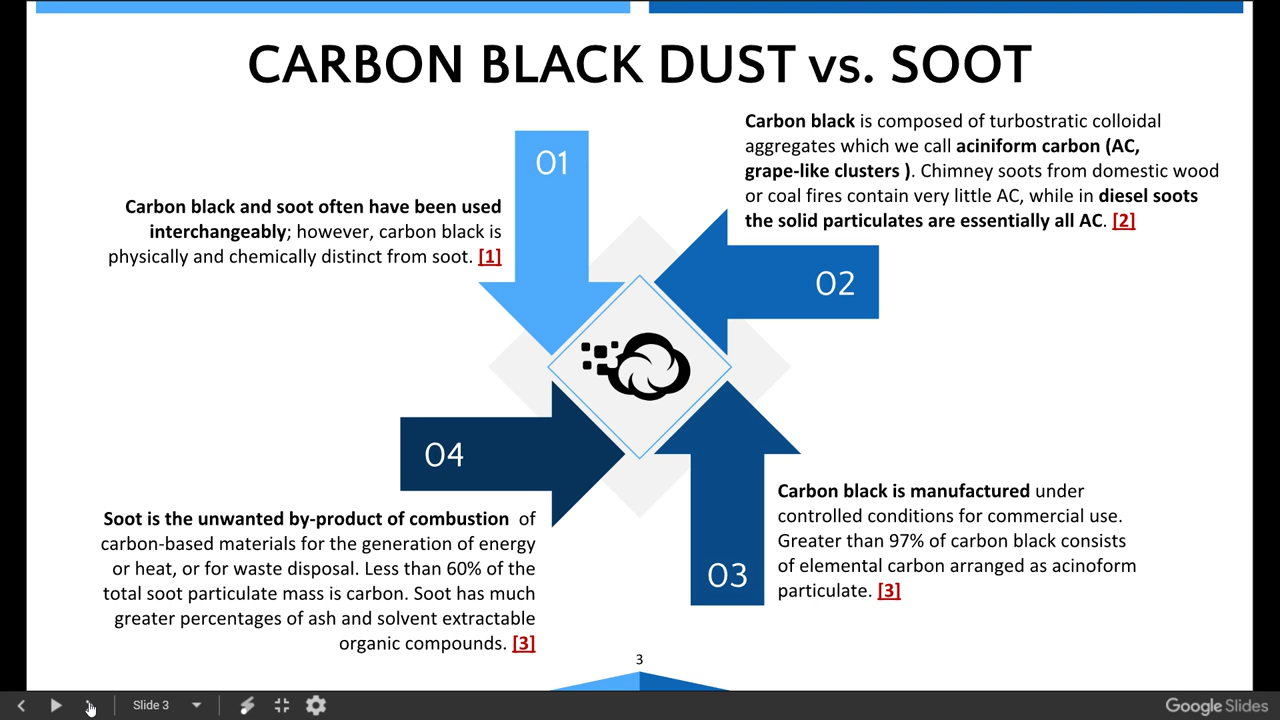 CARBON BLACK DUST vs. SOOT
01
Carbon black and soot often have been used
interchangeably; however, carbon black is
physically and chemically distinct from soot. [1]
Carbon black is composed of turbostratic colloidal
aggregates which we call aciniform carbon (AC,
grape-like clusters ). Chimney soots from domestic wood
or coal fires contain very little AC, while in diesel soots
the solid particulates are essentially all AC. [2]
02
03
Carbon black is manufactured under
controlled conditions for commercial use.
Greater than 97% of carbon black consists
of elemental carbon arranged as acinoform
particulate. [3]
04
Soot is the unwanted by-product of combustion of
carbon-based materials for the generation of energy
or heat, or for waste disposal. Less than 60% of the
total soot particulate mass is carbon. Soot has much
greater percentages of ash and solvent extractable
organic compounds. [3]
3
Slide 3
Google Slides